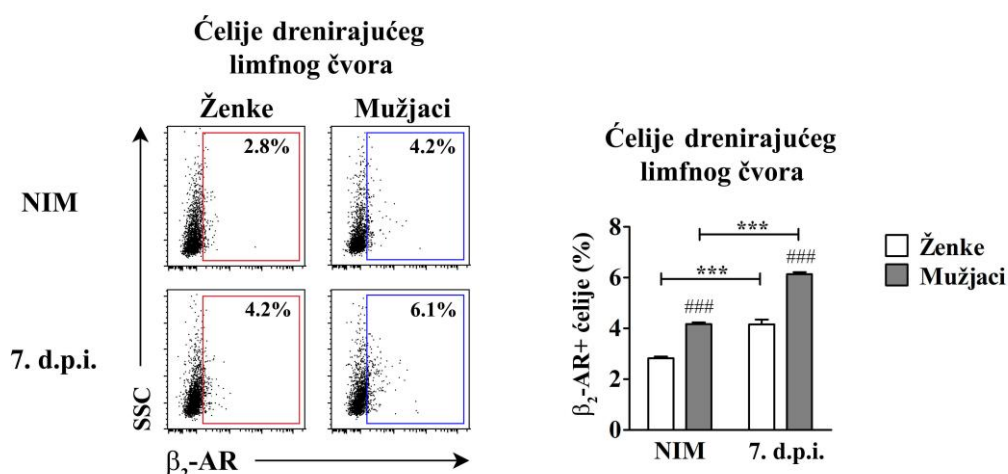 Ćelije drenirajućeg
limfnog čvora
Ženke
Mužjaci
NIM
2.8%
4.2%
7. d.p.i.
4.2%
6.1%
SSC
β₂-AR
Ćelije drenirajućeg
limfnog čvora
β₂-AR+ ćelije (%)
8
6
4
2
0
***
***
###
###
NIM
7. d.p.i.
Ženke
Mužjaci